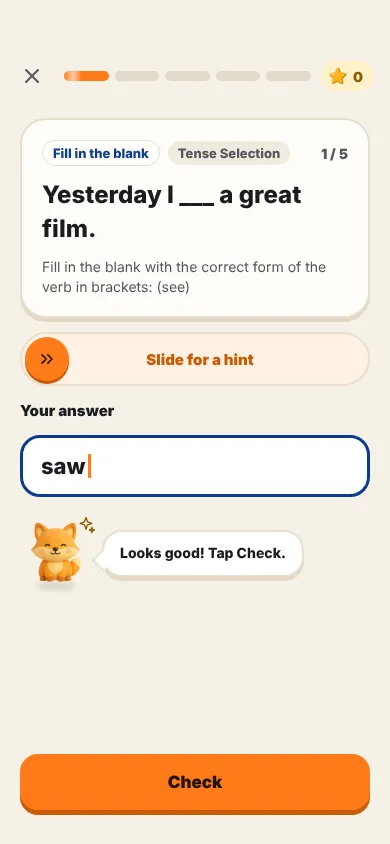 0
Fill in the blank
Tense Selection
1 / 5
Yesterday I ___ a great
film.
Fill in the blank with the correct form of the
verb in brackets: (see)
Slide for a hint
Your answer
saw
Looks good! Tap Check.
Check